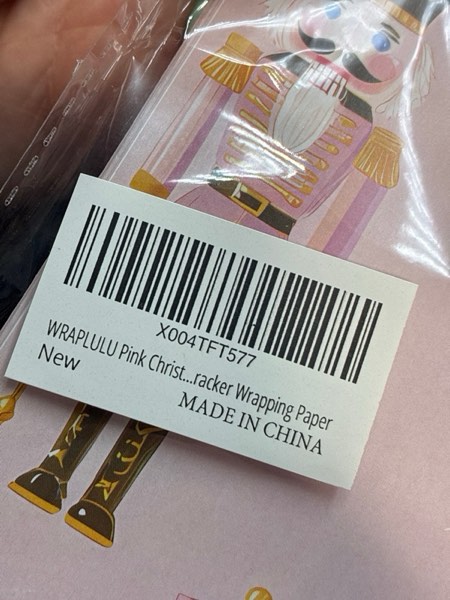 X004TFT577
WRAPLULU Pink Christ...racker Wrapping Paper
New
MADE IN CHINA